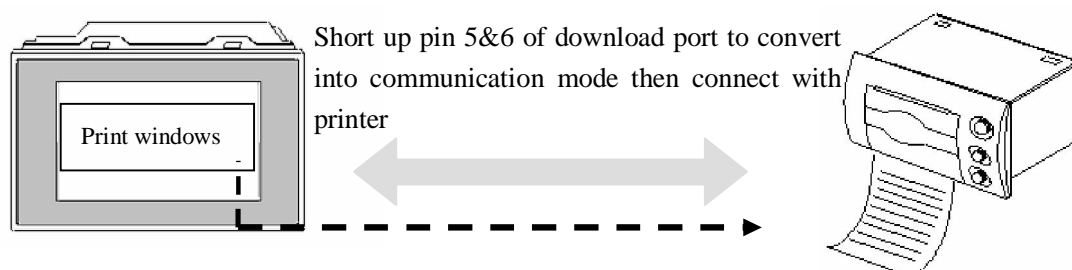 Short up pin 5&6 of download port to convert
into communication mode then connect with
printer
Print windows